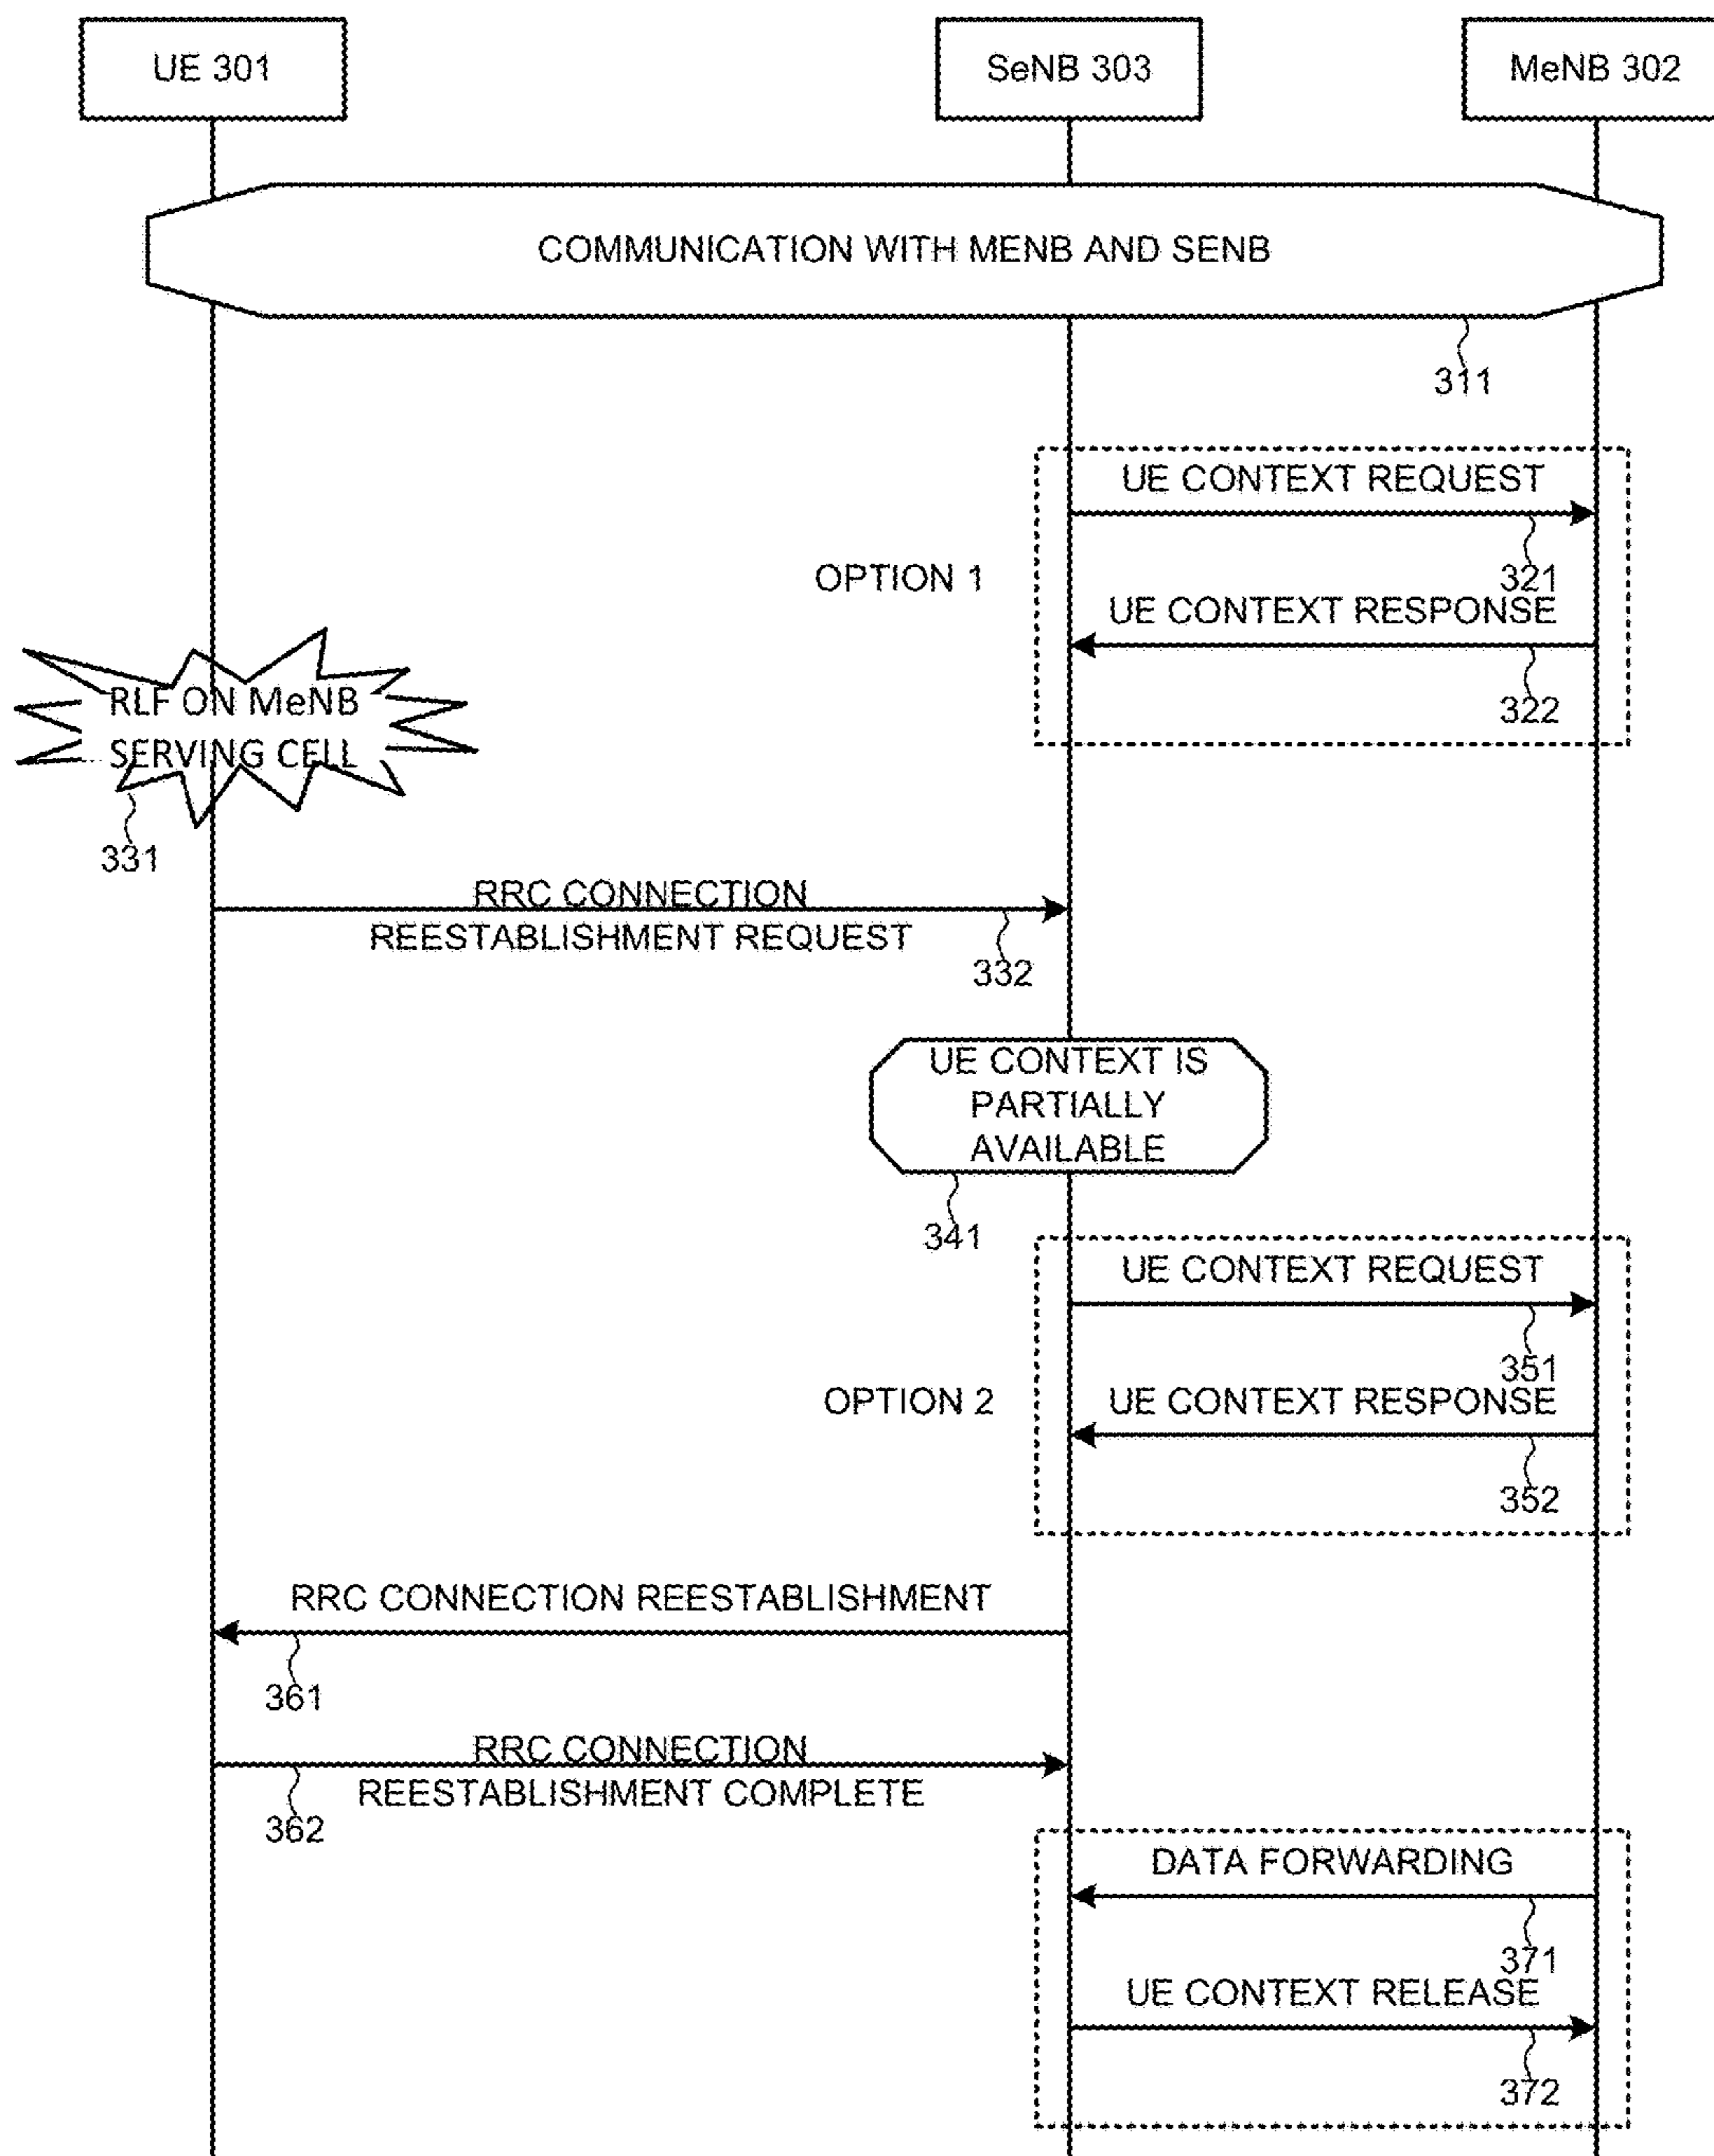 UE 301
SeNB 303
MeNB 302
COMMUNICATION WITH MENB AND SENB
311
UE CONTEXT REQUEST
321
OPTION 1
UE CONTEXT RESPONSE
322
RLF ON MeNB
SERVING CELL
331
RRC CONNECTION
REESTABLISHMENT REQUEST
332
UE CONTEXT IS
PARTIALLY
AVAILABLE
341
UE CONTEXT REQUEST
351
OPTION 2
UE CONTEXT RESPONSE
352
RRC CONNECTION REESTABLISHMENT
361
RRC CONNECTION
REESTABLISHMENT COMPLETE
362
DATA FORWARDING
371
UE CONTEXT RELEASE
372